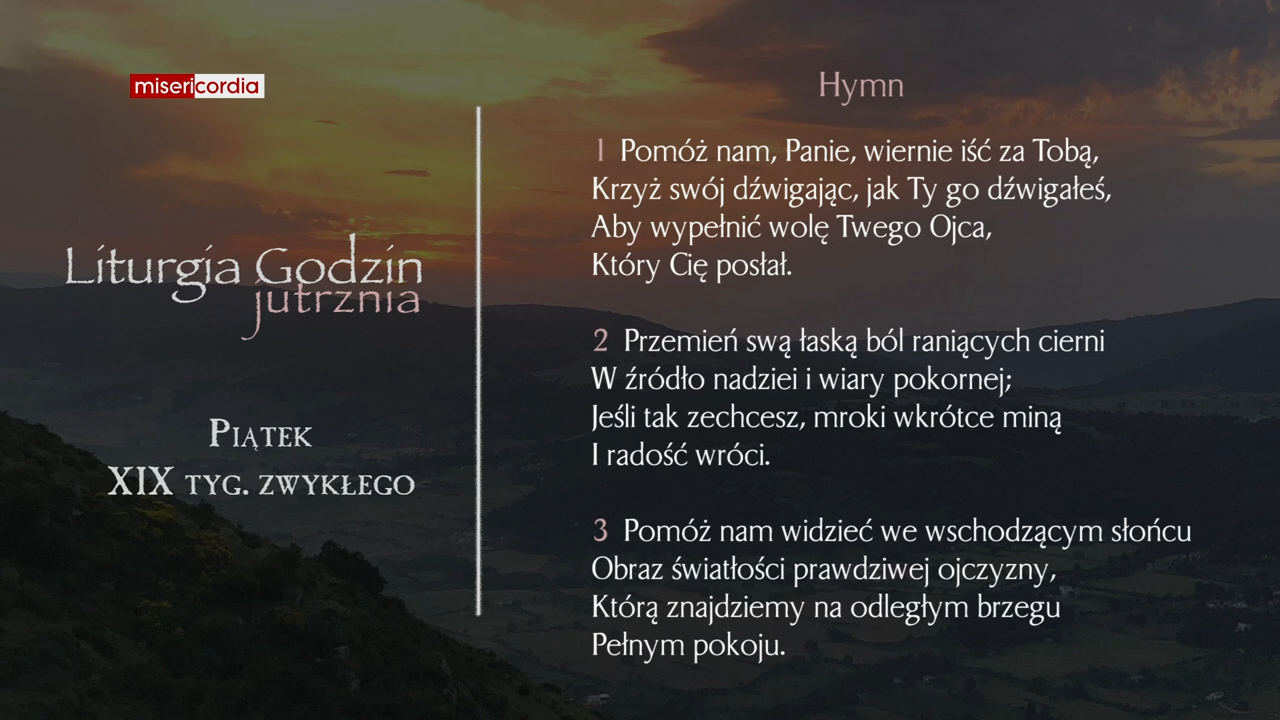 misericordia
Liturgia Godzin
jutrznia
Piątek
XIX tyg. zwykłego
Hymn
1 Pomóż nam, Panie, wiernie iść za Tobą,
Krzyż swój dźwigając, jak Ty go dźwigałeś,
Aby wypełnić wolę Twego Ojca,
Który Cię posłał.
2 Przemień swą łaską ból raniących cierni
W źródło nadziei i wiary pokornej;
Jeśli tak zechcesz, mroki wkrótce miną
I radość wróci.
3 Pomóż nam widzieć we wschodzącym słońcu
Obraz światłości prawdziwej ojczyzny,
Którą znajdziemy na odległym brzegu
Pełnym pokoju.